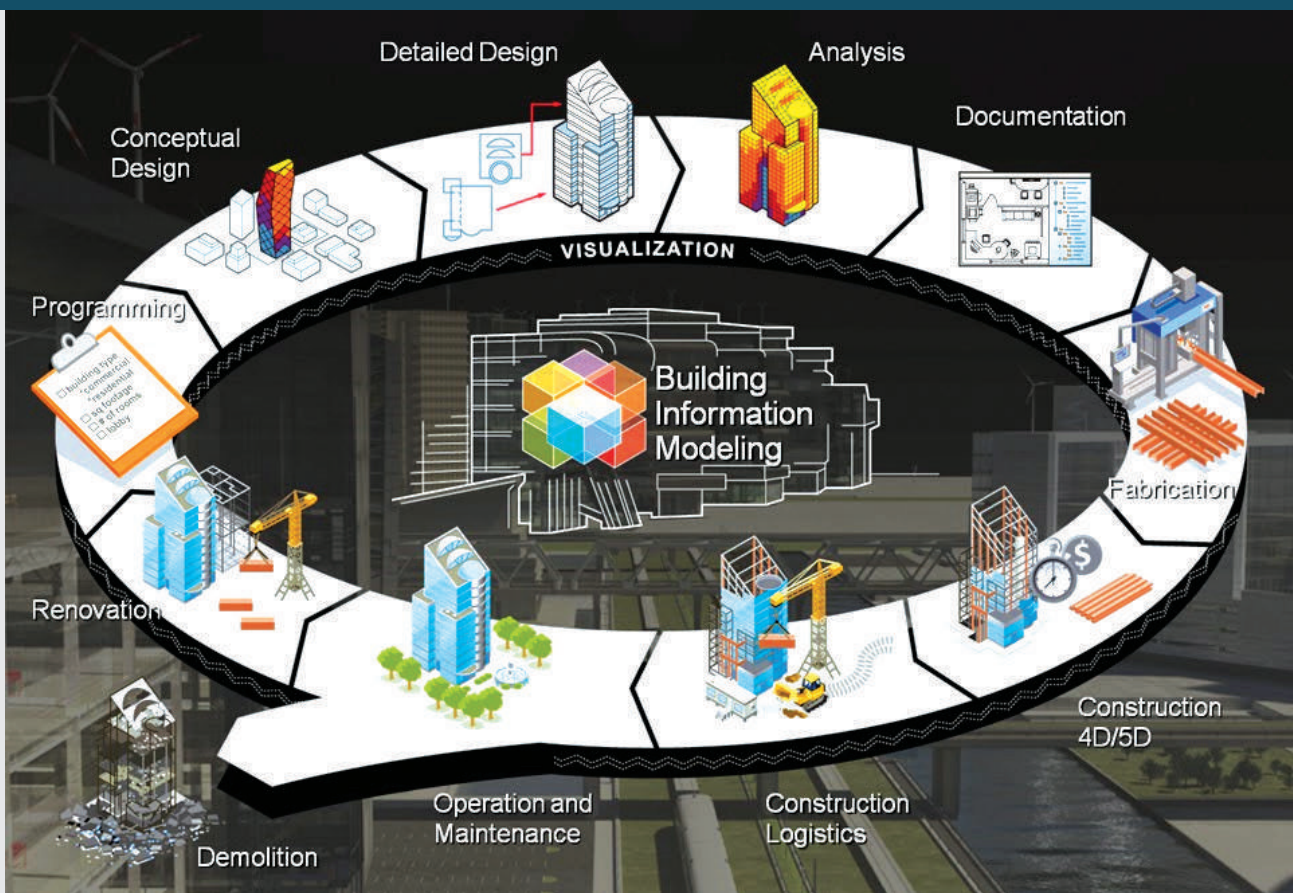 Detailed Design
Analysis
Documentation
Conceptual
Design
VISUALIZATION
Programming
building type
*commercial
*residential
sq footage
# of rooms
lobby
Building
Information
Modeling
Fabrication
Renovation
$
Construction
4D/5D
Operation and
Maintenance
Construction
Logistics
Demolition